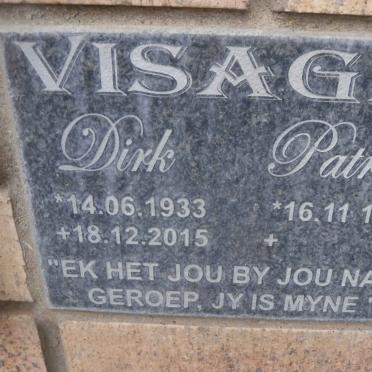 VISAG
Dirk Patr
*14.06.1933 *16.11 1
+18.12.2015 +
"EK HET JOU BY JOU NA
GEROEP, JY IS MYNE "